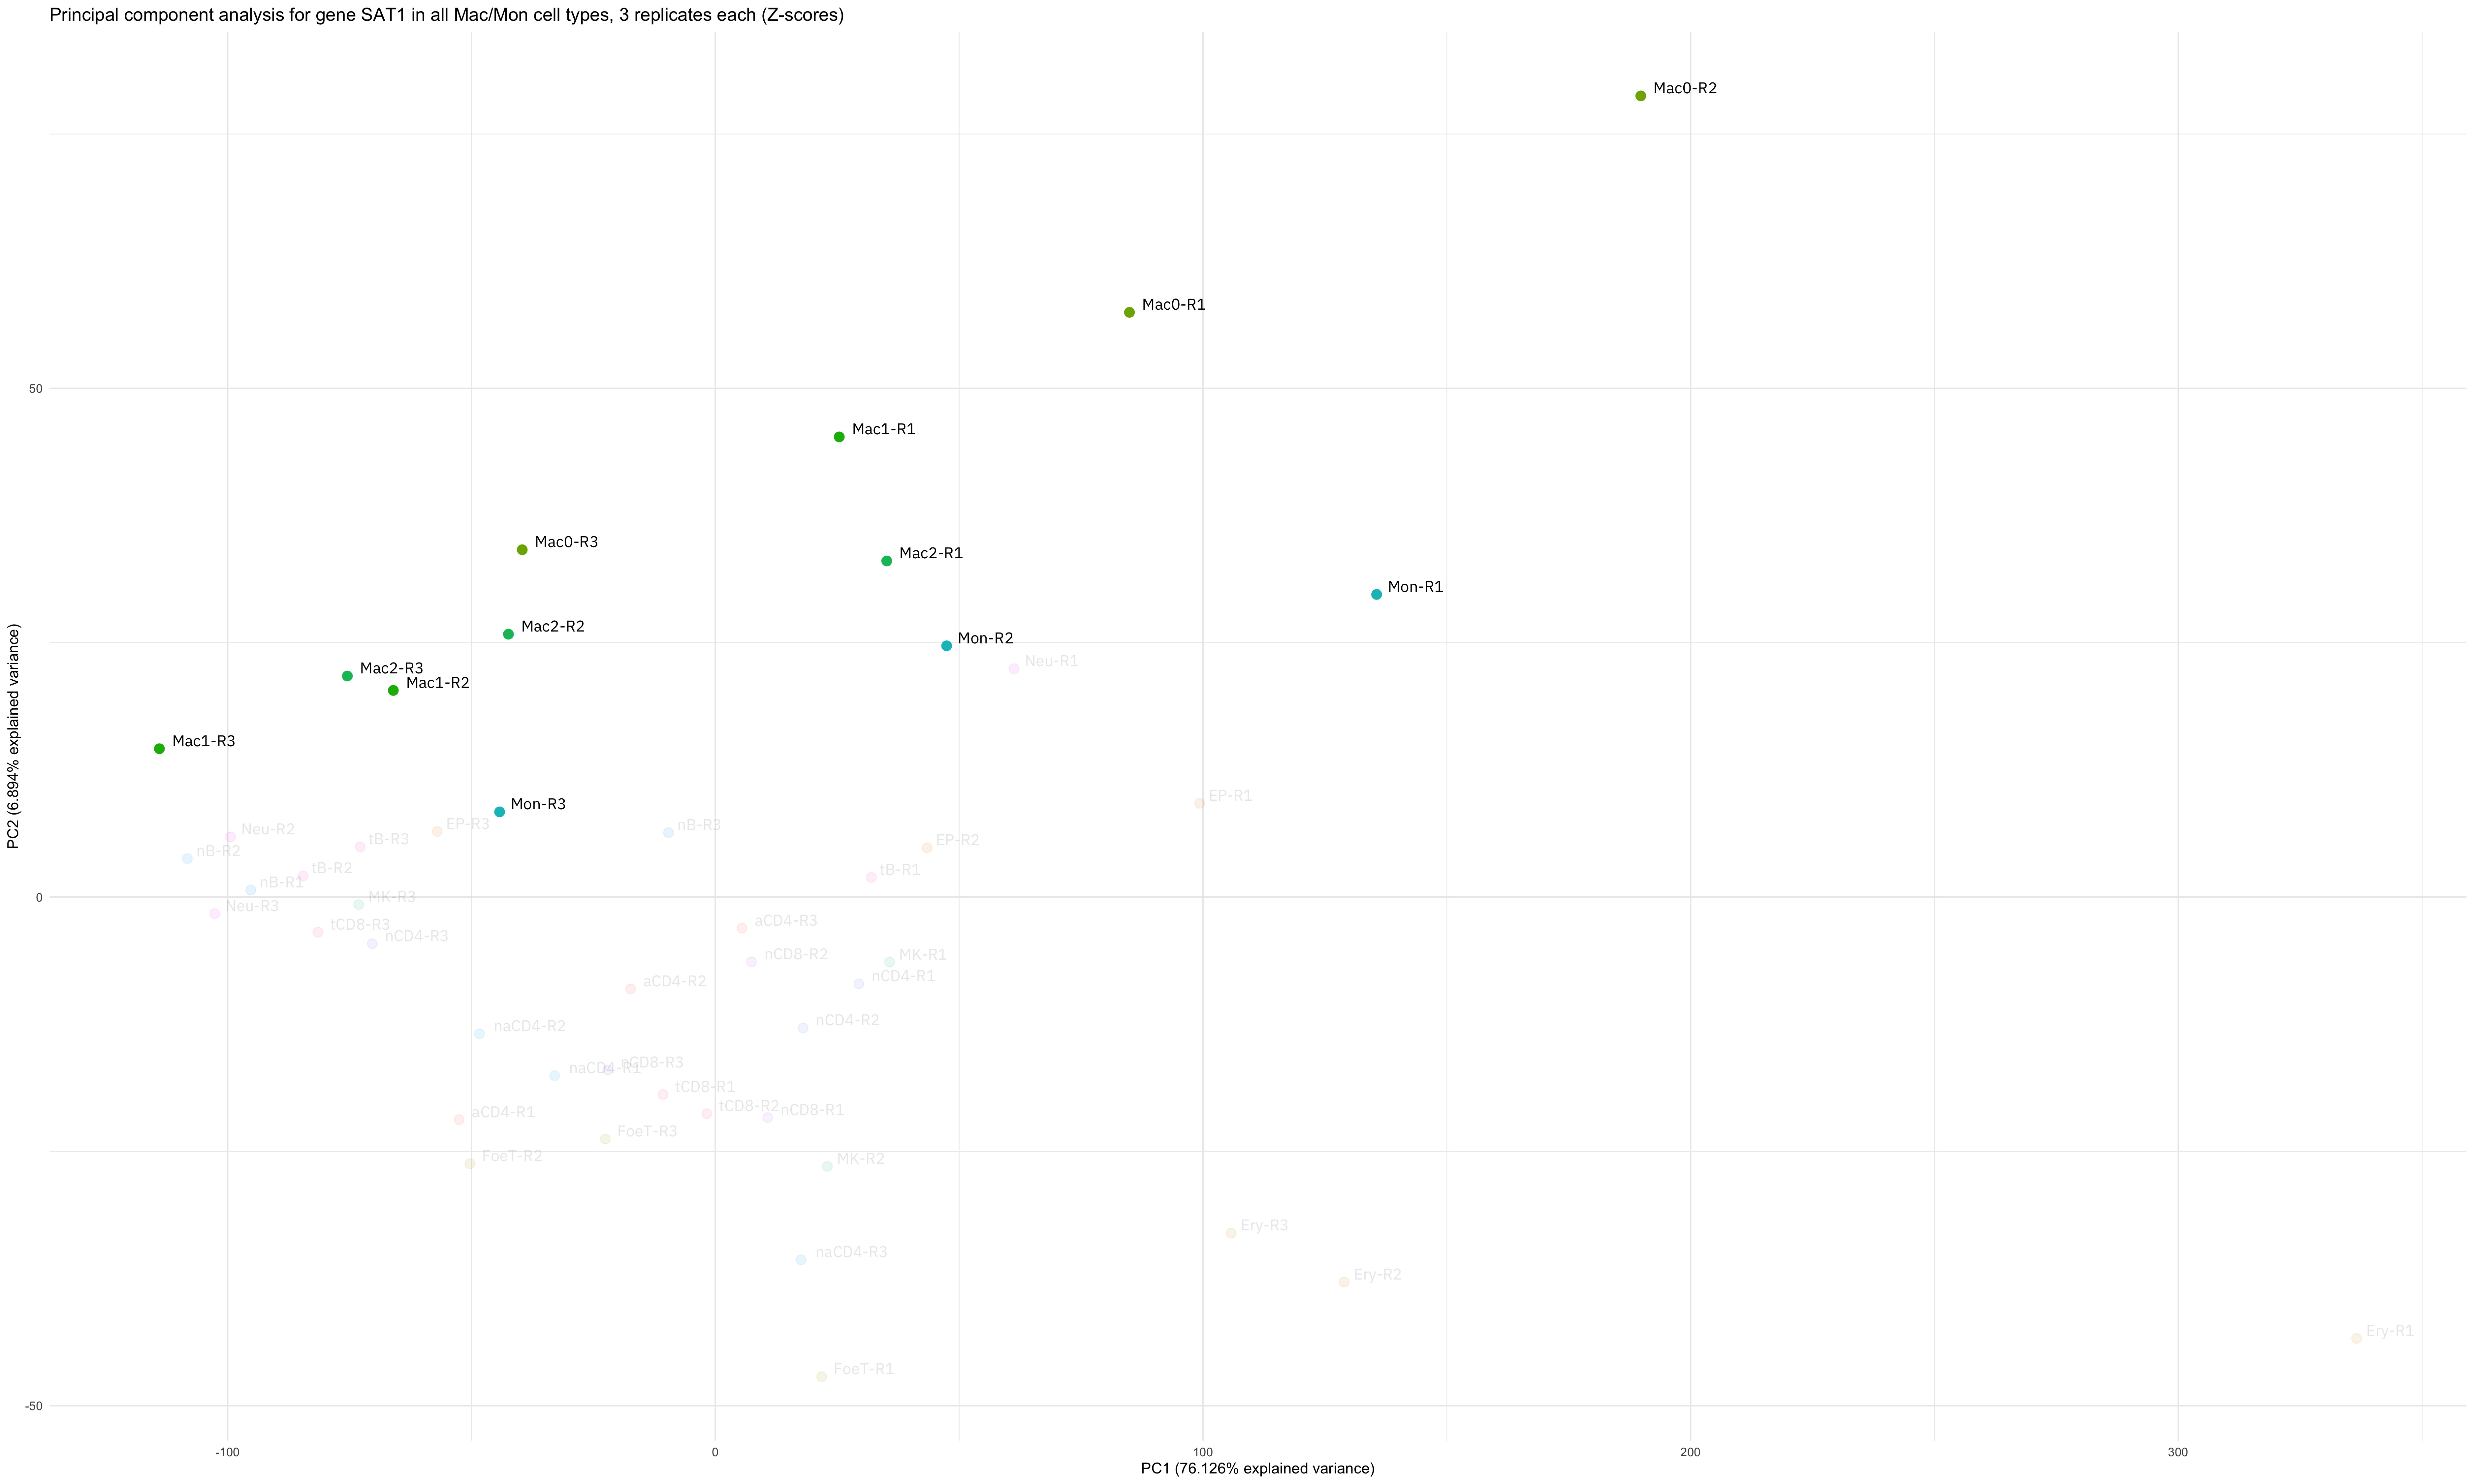 Principal component analysis for gene SAT1 in all Mac/Mon cell types, 3 replicates each (Z-scores)
Mac0-R2
Mac0-R1
50
Mac1-R1
Mac0-R3
Mac2-R1
Mon-R1
Mac2-R2
Mon-R2
Neu-R1
Mac2-R3
Mac1-R2
Mac1-R3
PC2 (6.894% explained variance)
EP-R1
Mon-R3
EP-R3
nB-R3
Neu-R2
tB-R3
EP-R2
nB-R2
tB-R2
tB-R1
nB-R1
0
MK-R3
Neu-R3
aCD4-R3
tCD8-R3
nCD4-R3
nCD8-R2
MK-R1
nCD4-R1
aCD4-R2
nCD4-R2
naCD4-R2
nCD8-R3
naCD4-R1
tCD8-R1
tCD8-R2
nCD8-R1
aCD4-R1
FoeT-R3
FoeT-R2
MK-R2
Ery-R3
naCD4-R3
Ery-R2
Ery-R1
FoeT-R1
-50
-100
0
100
200
300
PC1 (76.126% explained variance)